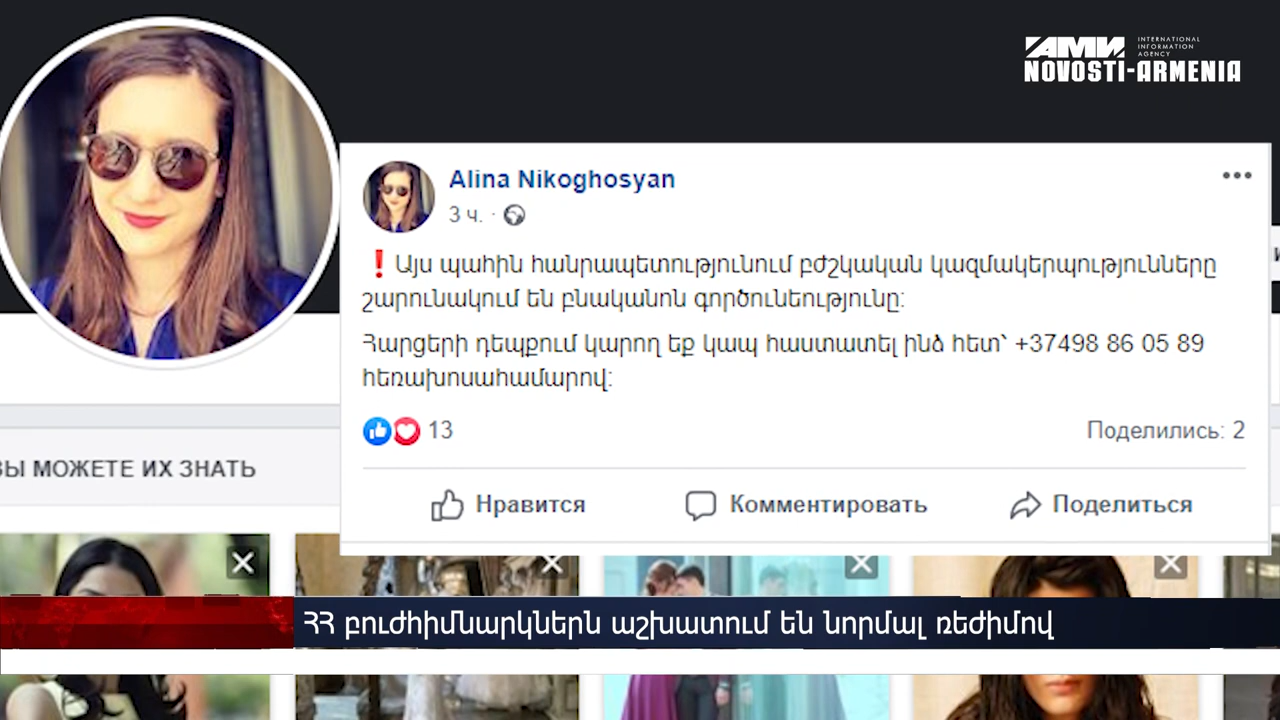 ИАМИ
INTERNATIONAL
INFORMATION
AGENCY
NOVOSTI-ARMENIA
Alina Nikoghosyan
3 ч. ·
❗Այս պահին հանրապետությունում բժշկական կազմակերպությունները
շարունակում են բնականոն գործունեությունը։
Հարցերի դեպքում կարող եք կապ հաստատել ինձ հետ՝ +37498 86 05 89
հեռախոսահամարով։
13
Поделились: 2
Нравится
Комментировать
Поделиться
ВЫ МОЖЕТЕ ИХ ЗНАТЬ
ՀՀ բուժհիմնարկներն աշխատում են նորմալ ռեժիմով